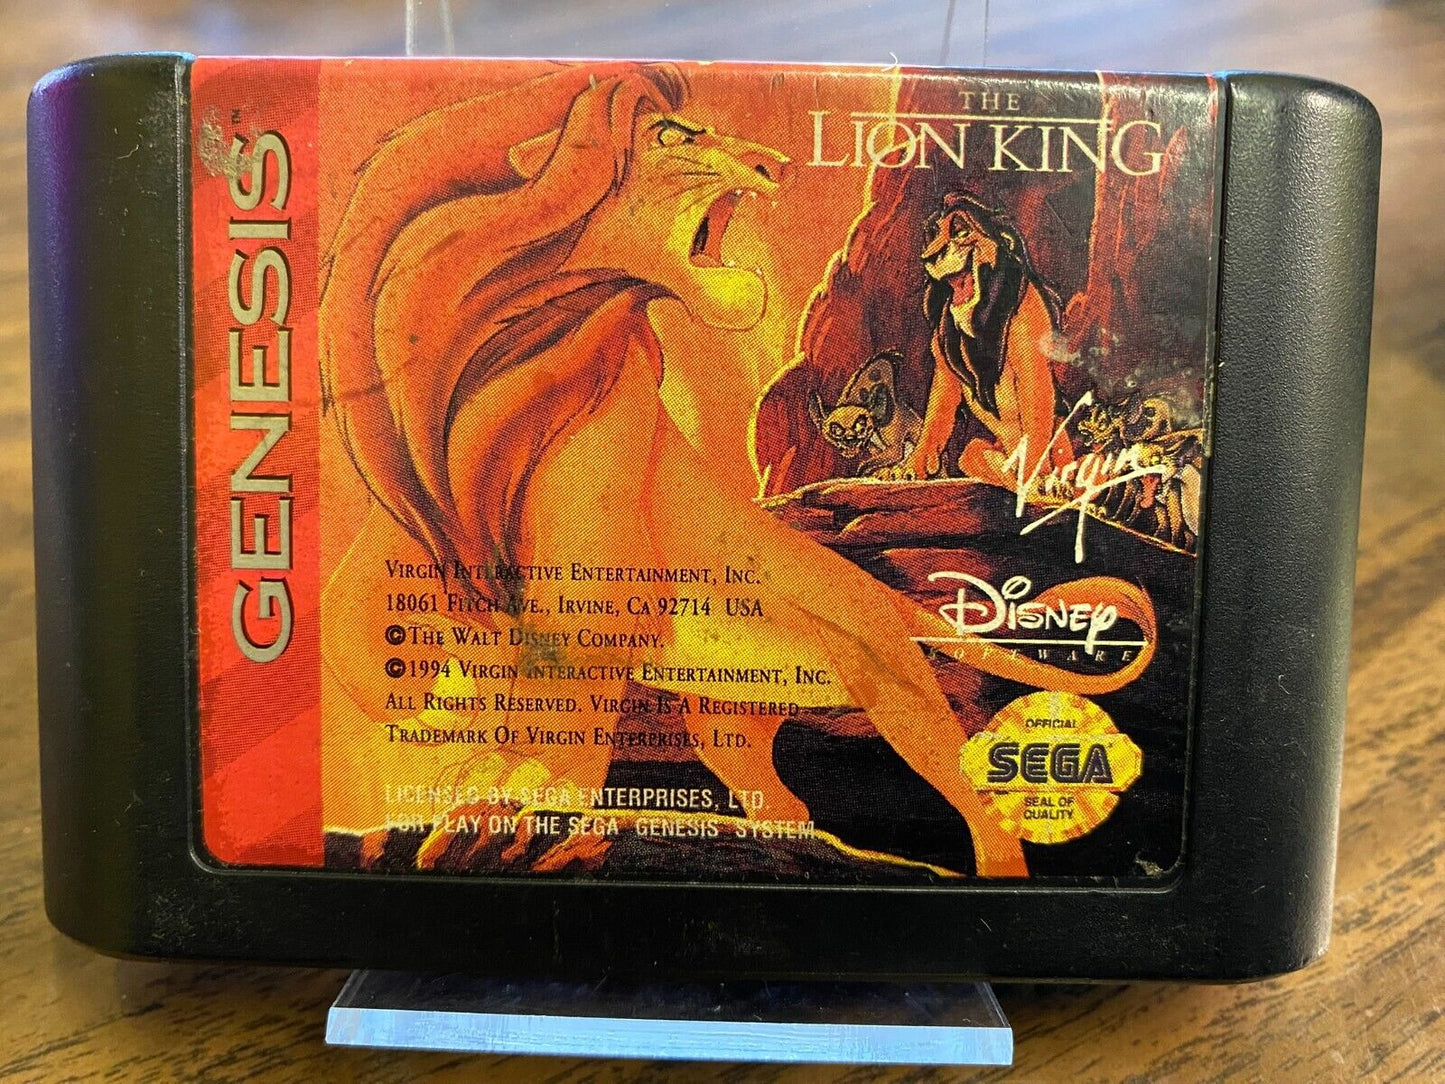 GENESIS™
THE
LION KING
Virgin
DISNEY
SOFTWARE
VIRGIN INTERACTIVE ENTERTAINMENT, INC.
18061 FITCH AVE., IRVINE, CA 92714 USA
©THE WALT DISNEY COMPANY.
©1994 VIRGIN INTERACTIVE ENTERTAINMENT, INC.
ALL RIGHTS RESERVED. VIRGIN IS A REGISTERED
TRADEMARK OF VIRGIN ENTERPRISES, LTD.
LICENSED BY SEGA ENTERPRISES, LTD.
FOR PLAY ON THE SEGA GENESIS SYSTEM
OFFICIAL
SEGA
SEAL OF
QUALITY